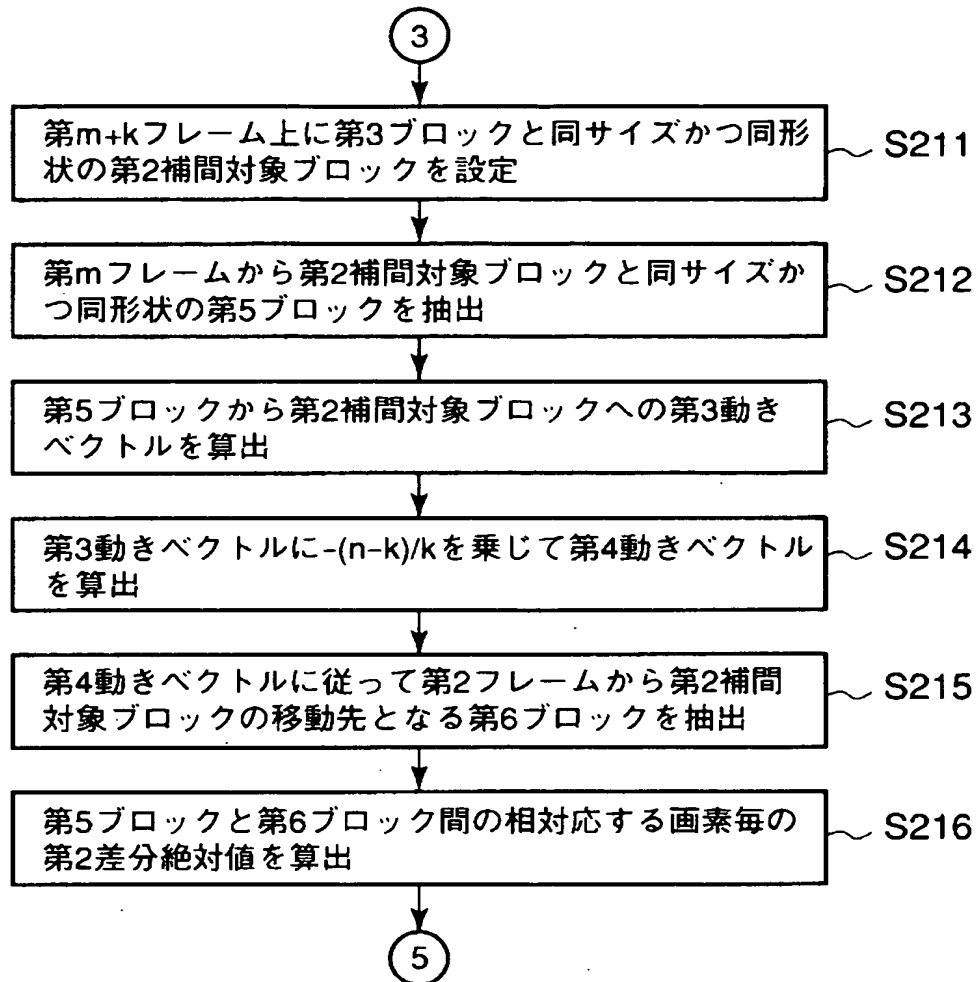 3
第m+kフレーム上に第3ブロックと同サイズかつ同形
状の第2補間対象ブロックを設定
S211
第mフレームから第2補間対象ブロックと同サイズか
つ同形状の第5ブロックを抽出
S212
第5ブロックから第2補間対象ブロックへの第3動き
ベクトルを算出
S213
第3動きベクトルに-(n-k)/kを乗じて第4動きベクトル
を算出
S214
第4動きベクトルに従って第2フレームから第2補間
対象ブロックの移動先となる第6ブロックを抽出
S215
第5ブロックと第6ブロック間の相対応する画素毎の
第2差分絶対値を算出
S216
5